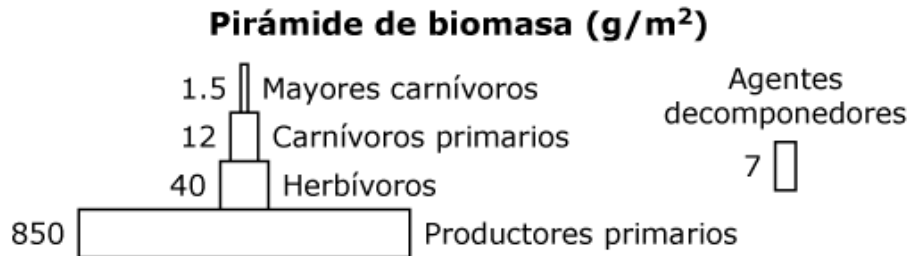 Pirámide de biomasa (g/m²)
1.5 Mayores carnívoros
12 Carnívoros primarios
40 Herbívoros
850 Productores primarios
Agentes
decomponedores
7